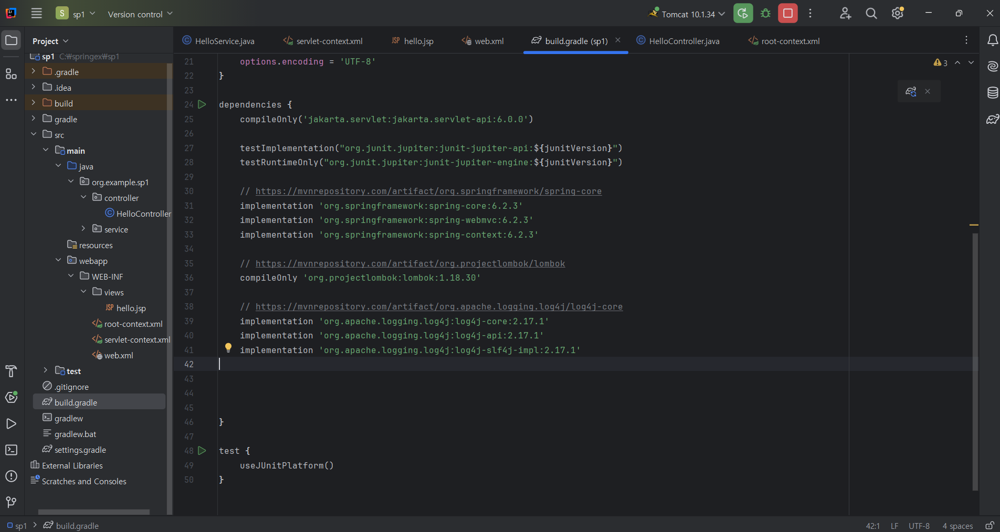 S sp1 Version control Tomcat 10.1.34
Project
HelloService.java servlet-context.xml JSP hello.jsp web.xml build.gradle (sp1) HelloController.java root-context.xml
sp1 C:₩springex₩sp1
.gradle
.idea
build
gradle
src
main
java
org.example.sp1
controller
HelloController
service
resources
webapp
WEB-INF
views
JSP hello.jsp
root-context.xml
servlet-context.xml
web.xml
test
.gitignore
build.gradle
gradlew
gradlew.bat
settings.gradle
External Libraries
Scratches and Consoles
3
21 options.encoding = 'UTF-8'
22 }
23
24 dependencies {
25 compileOnly('jakarta.servlet:jakarta.servlet-api:6.0.0')
26
27 testImplementation("org.junit.jupiter:junit-jupiter-api:${junitVersion}")
28 testRuntimeOnly("org.junit.jupiter:junit-jupiter-engine:${junitVersion}")
29
30 // https://mvnrepository.com/artifact/org.springframework/spring-core
31 implementation 'org.springframework:spring-core:6.2.3'
32 implementation 'org.springframework:spring-webmvc:6.2.3'
33 implementation 'org.springframework:spring-context:6.2.3'
34
35 // https://mvnrepository.com/artifact/org.projectlombok/lombok
36 compileOnly 'org.projectlombok:lombok:1.18.30'
37
38 // https://mvnrepository.com/artifact/org.apache.logging.log4j/log4j-core
39 implementation 'org.apache.logging.log4j:log4j-core:2.17.1'
40 implementation 'org.apache.logging.log4j:log4j-api:2.17.1'
41 implementation 'org.apache.logging.log4j:log4j-slf4j-impl:2.17.1'
42
43
44
45
46 }
47
48 test {
49 useJUnitPlatform()
50 }
sp1 > build.gradle 42:1 LF UTF-8 4 spaces